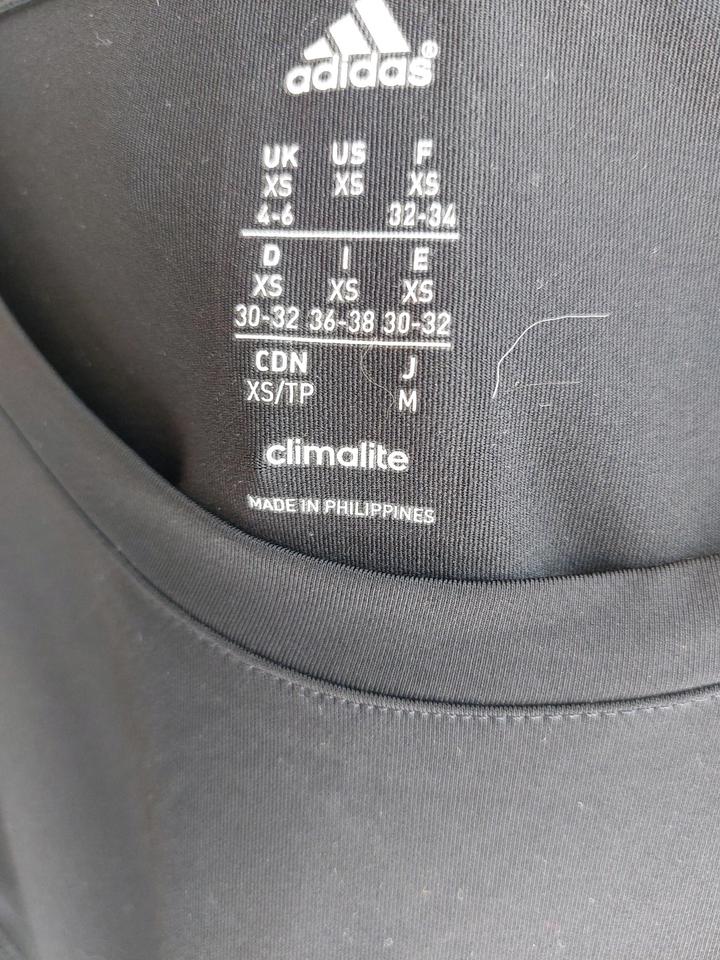 adidas®
UK US F
XS XS XS
4-6 32-34
D I E
XS XS XS
30-32 36-38 30-32
CDN J
XS/TP M
climalite
MADE IN PHILIPPINES